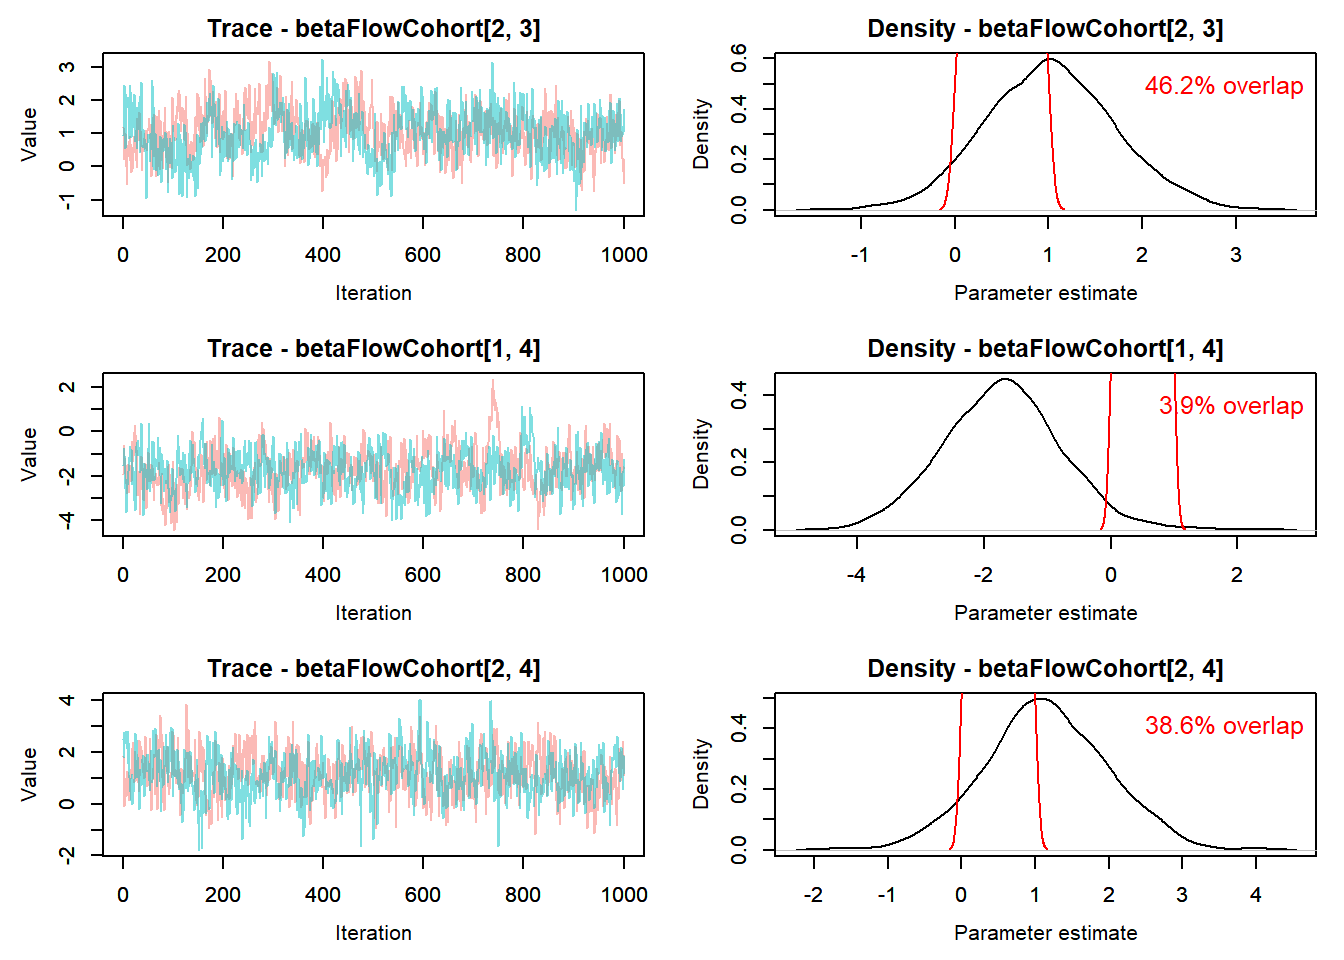 Trace - betaFlowCohort[2, 3]
Value
3
2
1
0
-1
0 200 400 600 800 1000
Iteration
Density - betaFlowCohort[2, 3]
46.2% overlap
Density
0.6
0.4
0.2
0.0
-1 0 1 2 3
Parameter estimate
Trace - betaFlowCohort[1, 4]
Value
2
0
-2
-4
0 200 400 600 800 1000
Iteration
Density - betaFlowCohort[1, 4]
3.9% overlap
Density
0.4
0.2
0.0
-4 -2 0 2
Parameter estimate
Trace - betaFlowCohort[2, 4]
Value
4
2
0
-2
0 200 400 600 800 1000
Iteration
Density - betaFlowCohort[2, 4]
38.6% overlap
Density
0.4
0.2
0.0
-2 -1 0 1 2 3 4
Parameter estimate